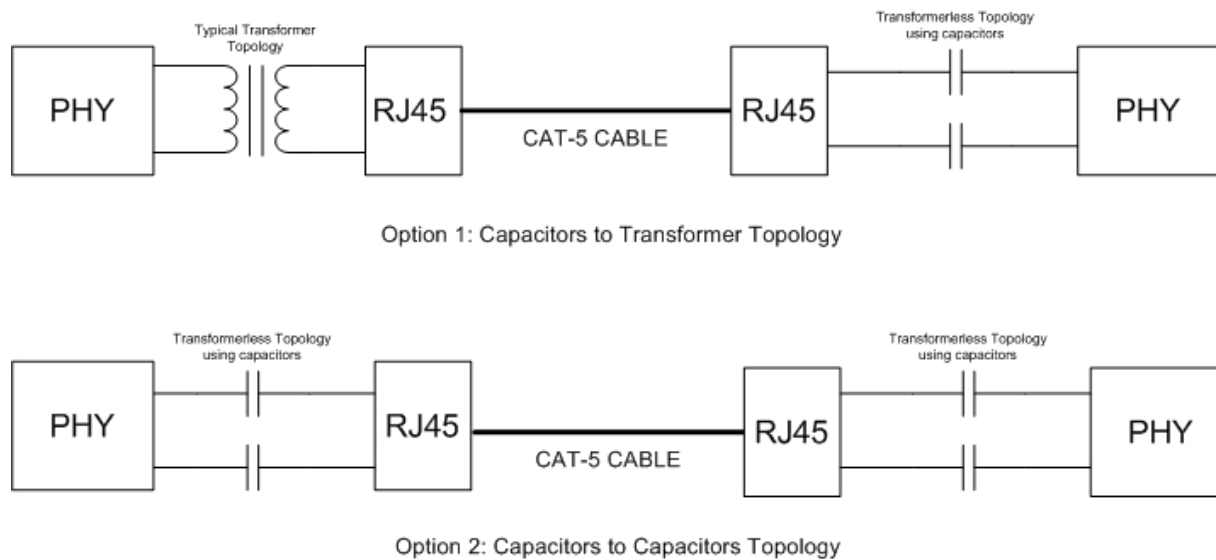 Typical Transformer
Topology
Transformerless Topology
using capacitors
PHY
RJ45
CAT-5 CABLE
RJ45
PHY
Option 1: Capacitors to Transformer Topology
Transformerless Topology
using capacitors
Transformerless Topology
using capacitors
PHY
RJ45
CAT-5 CABLE
RJ45
PHY
Option 2: Capacitors to Capacitors Topology